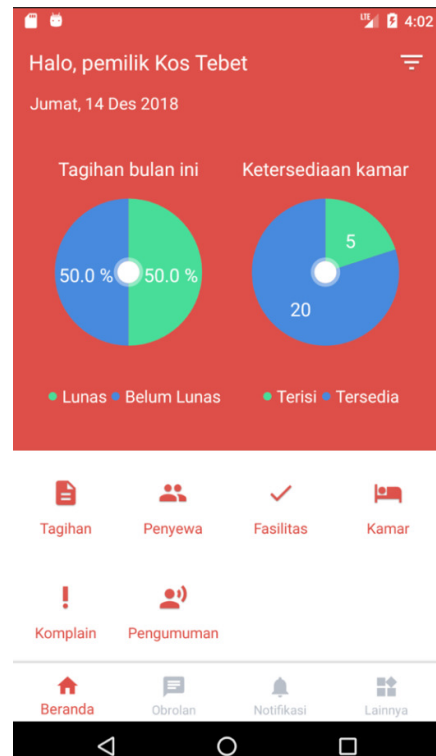 LTE 4:02
Halo, pemilik Kos Tebet
Jumat, 14 Des 2018
Tagihan bulan ini Ketersediaan kamar
50.0 % 50.0 % 5
20
Lunas Belum Lunas Terisi Tersedia
Tagihan Penyewa Fasilitas Kamar
Komplain Pengumuman
Beranda Obrolan Notifikasi Lainnya